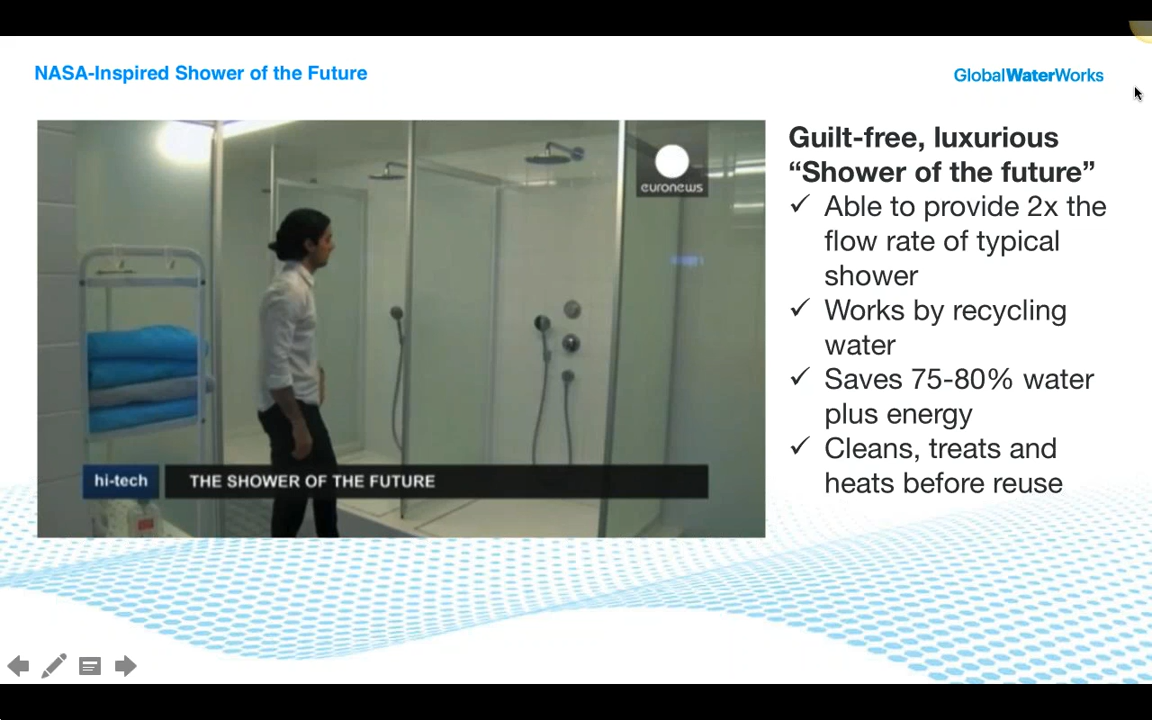 NASA-Inspired Shower of the Future
GlobalWaterWorks
euronews
hi-tech
THE SHOWER OF THE FUTURE
Guilt-free, luxurious
“Shower of the future”
✓ Able to provide 2x the
flow rate of typical
shower
✓ Works by recycling
water
✓ Saves 75-80% water
plus energy
✓ Cleans, treats and
heats before reuse